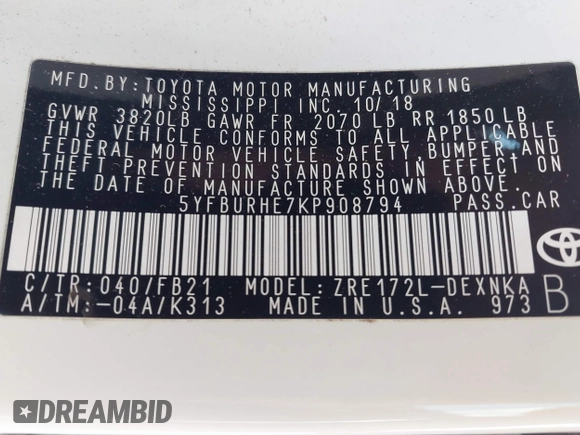 MFD. BY: TOYOTA MOTOR MANUFACTURING
MISSISSIPPI INC. 10/18
GVWR 3820LB GAWR FR 2070 LB RR 1850 LB
THIS VEHICLE CONFORMS TO ALL APPLICABLE
FEDERAL MOTOR VEHICLE SAFETY, BUMPER, AND
THEFT PREVENTION STANDARDS IN EFFECT ON
THE DATE OF MANUFACTURE SHOWN ABOVE.
5YFBURHE7KP908794 PASS.CAR
C/TR: 040/FB21 MODEL: ZRE172L-DEXNKA
A/TM: -04A/K313 MADE IN U.S.A. 973 B
DREAMBID